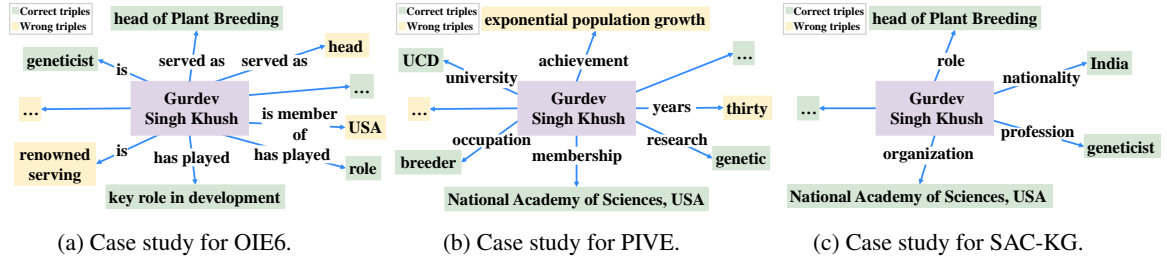 Correct triples
Wrong triples
head of Plant Breeding
geneticist
is
served as
served as
head
...
Gurdev
Singh Khush
...
is member
of
USA
renowned
serving
is
has played
has played
role
key role in development
(a) Case study for OIE6.
Correct triples
Wrong triples
exponential population growth
UCD
university
achievement
...
Gurdev
Singh Khush
...
years
thirty
occupation
research
breeder
membership
genetic
National Academy of Sciences, USA
(b) Case study for PIVE.
Correct triples
Wrong triples
head of Plant Breeding
role
nationality
India
...
Gurdev
Singh Khush
profession
geneticist
organization
National Academy of Sciences, USA
(c) Case study for SAC-KG.